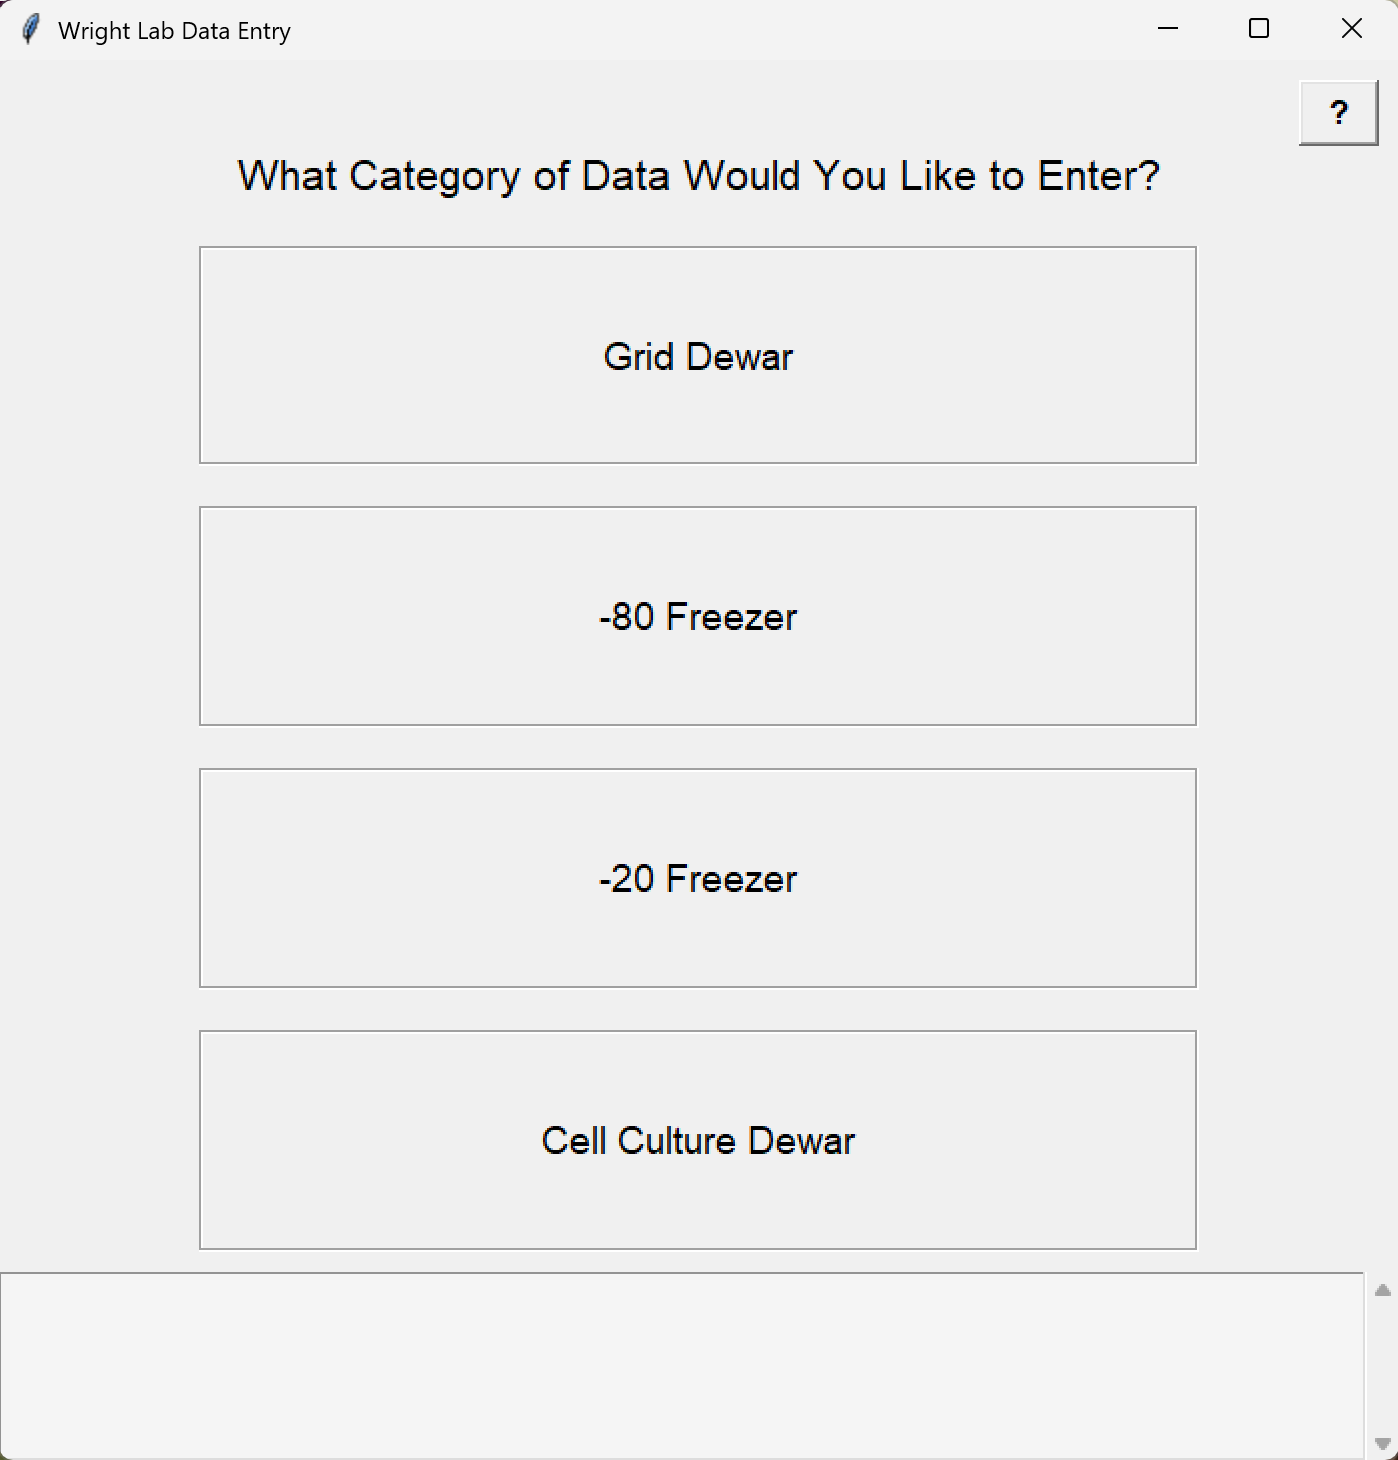 Wright Lab Data Entry
?
What Category of Data Would You Like to Enter?
Grid Dewar
-80 Freezer
-20 Freezer
Cell Culture Dewar